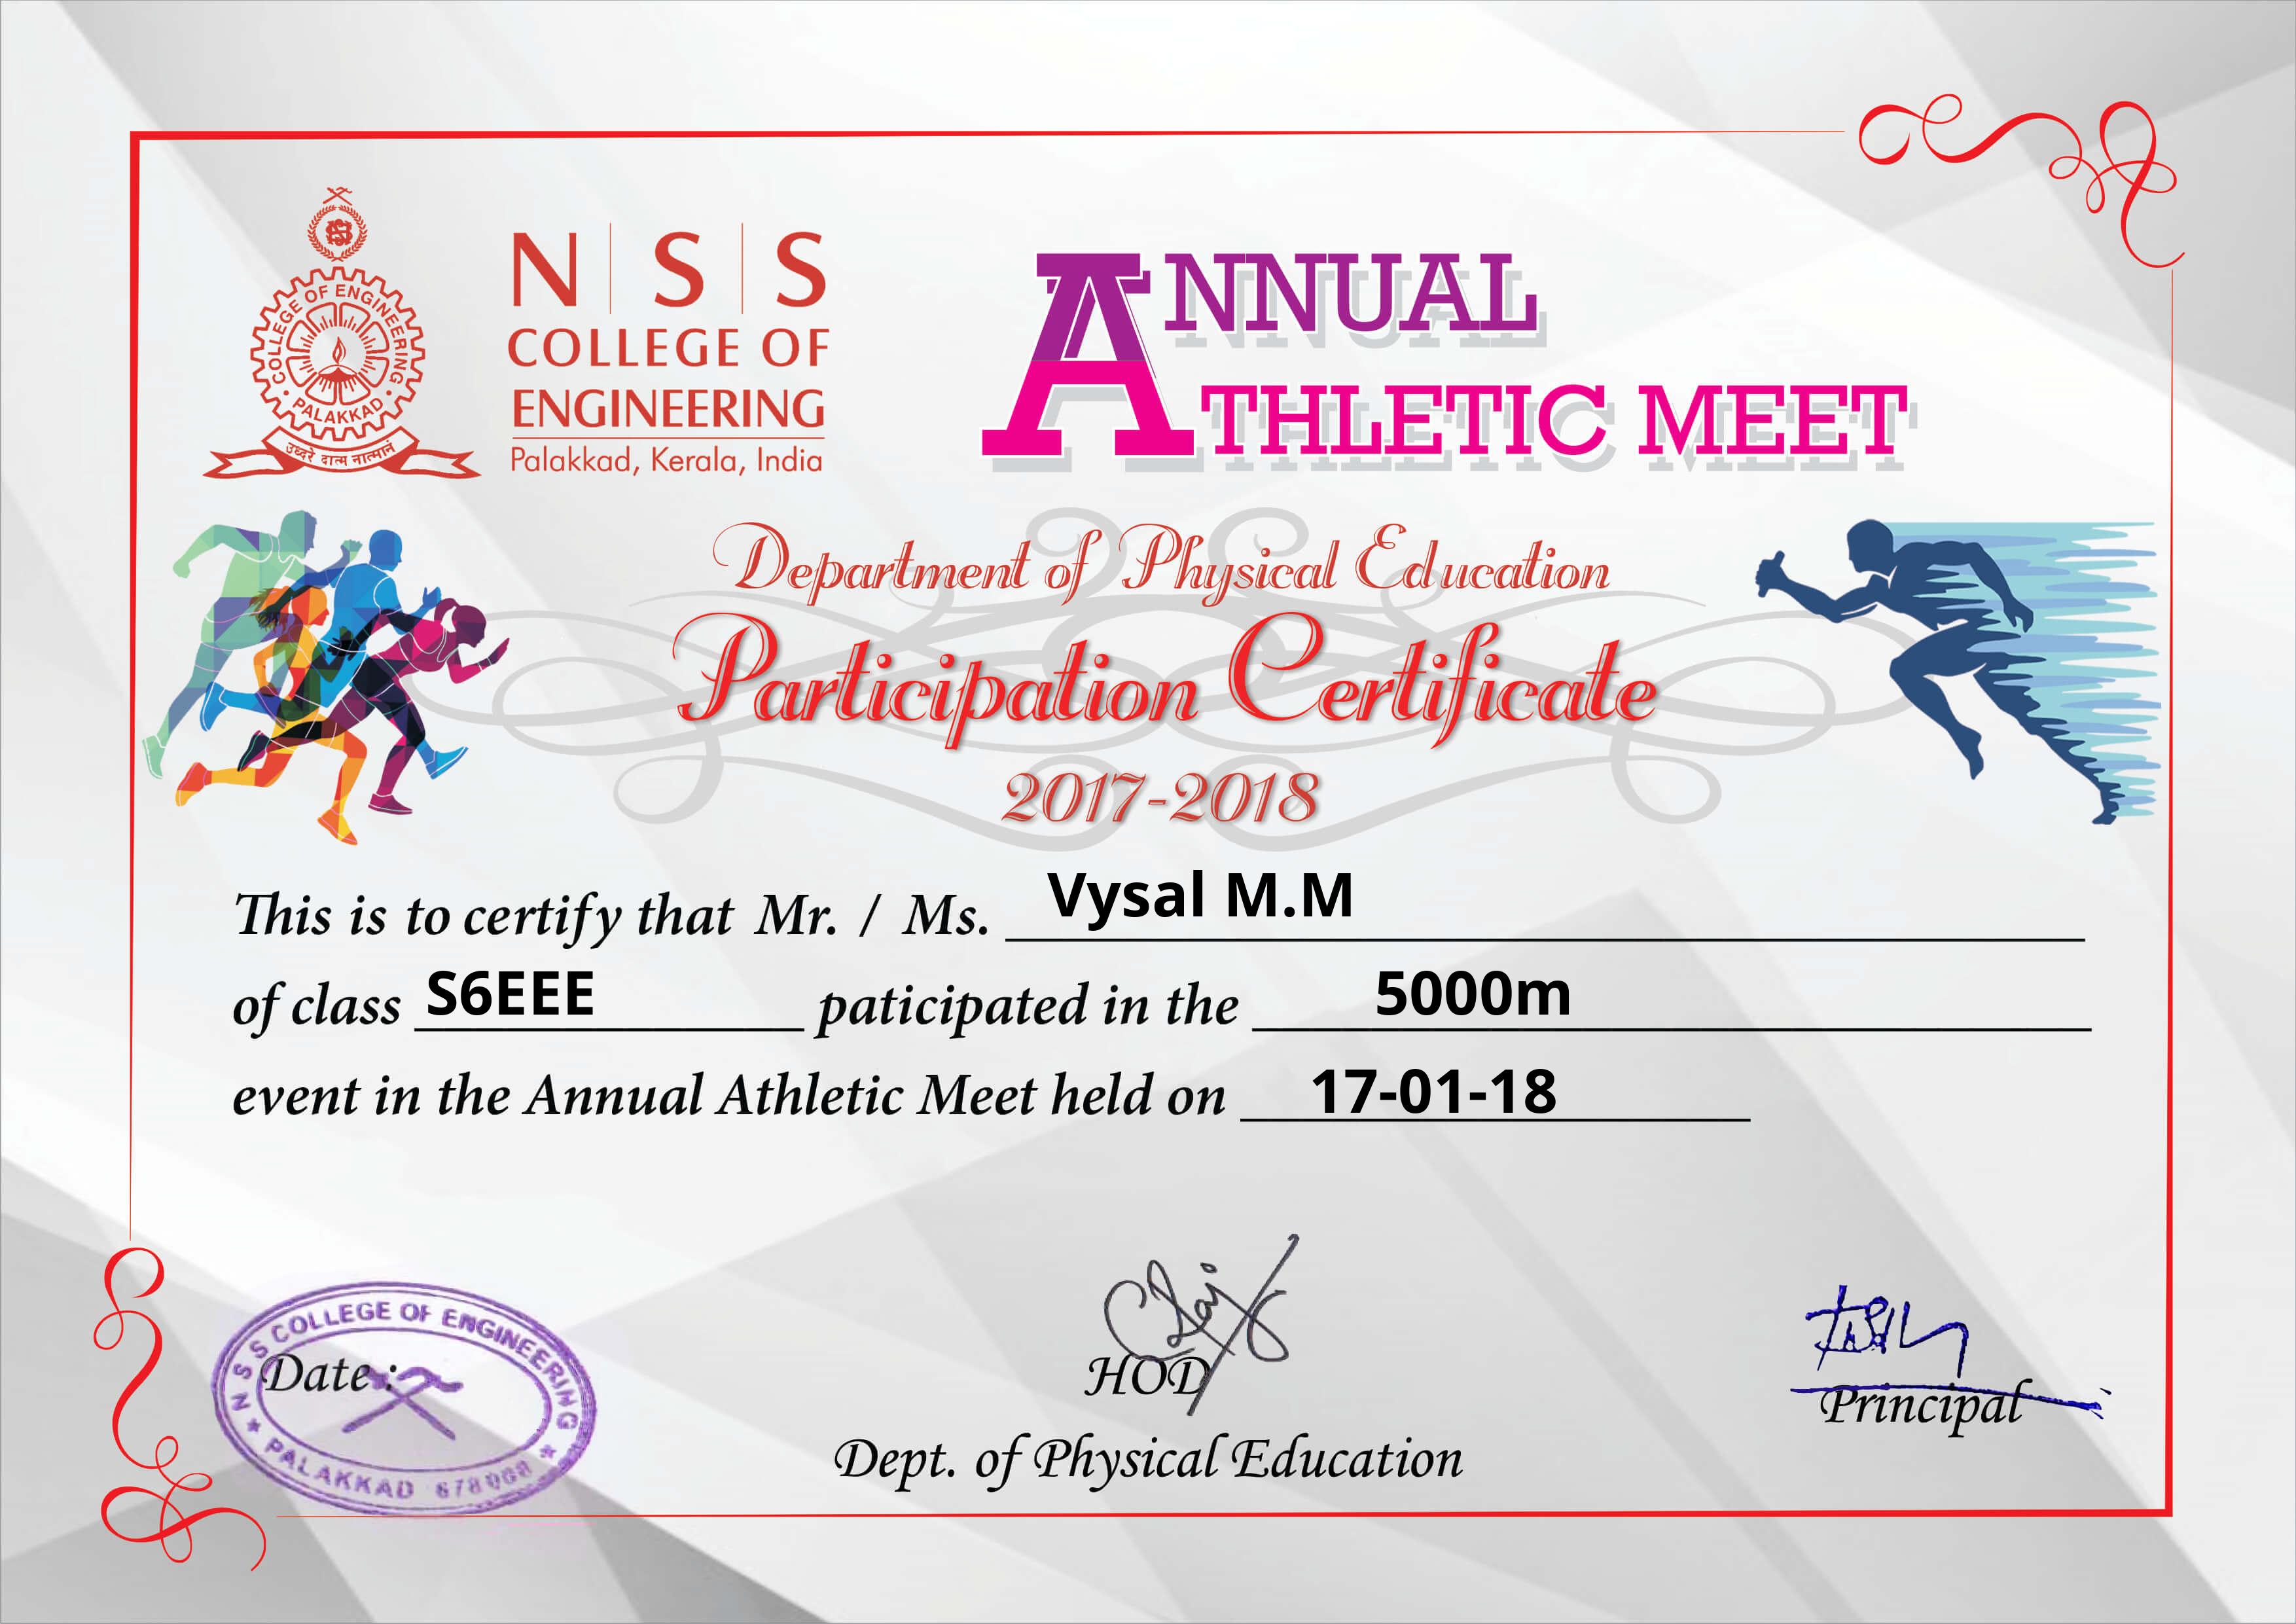 COLLEGE OF ENGINEERING
PALAKKAD
उध्दरे दात्म नात्मानं
N S S
COLLEGE OF
ENGINEERING
Palakkad, Kerala, India
ANNUAL
ATHLETIC MEET
Department of Physical Education
Participation Certificate
2017-2018
This is to certify that Mr. / Ms. Vysal M.M
of class S6EEE paticipated in the 5000m
event in the Annual Athletic Meet held on 17-01-18
N S S COLLEGE OF ENGINEERING
Date :
PALAKKAD
HOD
Dept. of Physical Education
Principal